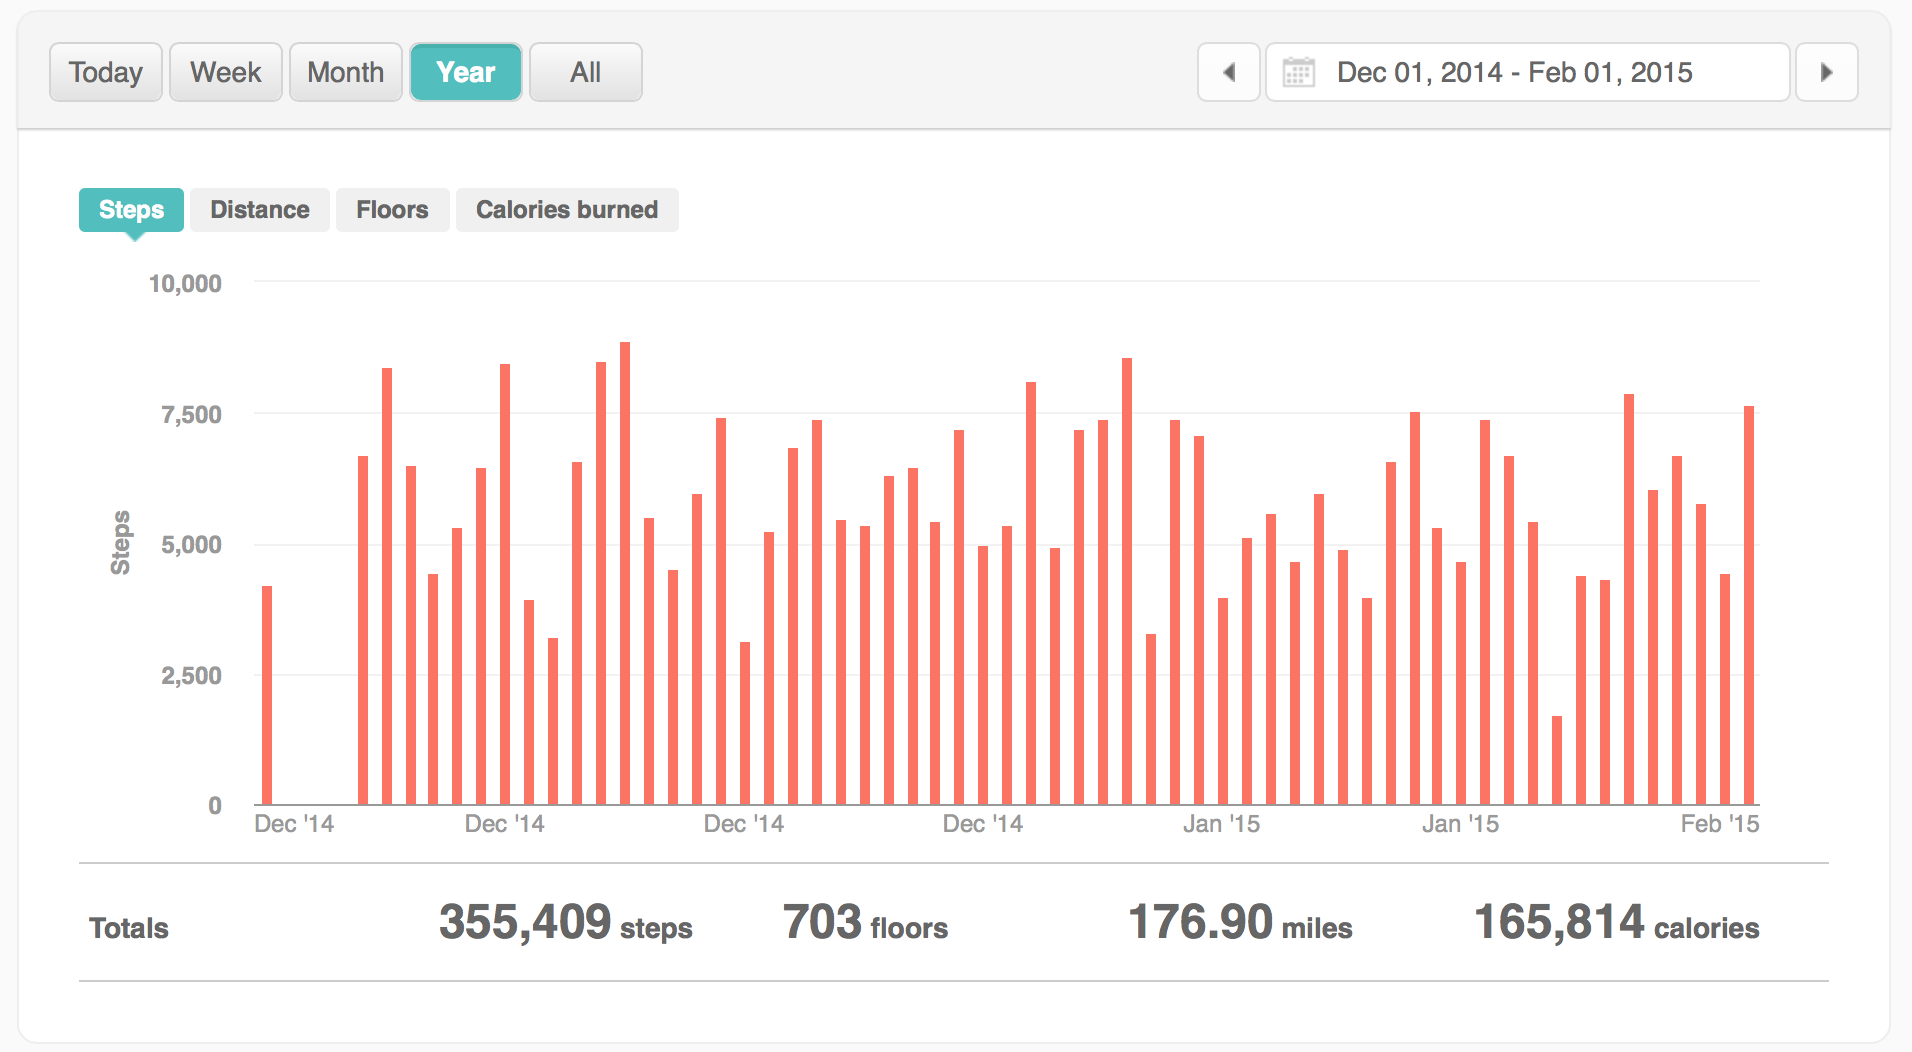 Today Week Month Year All Dec 01, 2014 - Feb 01, 2015
Steps Distance Floors Calories burned
10,000
7,500
5,000
2,500
0
Steps
Dec '14 Dec '14 Dec '14 Dec '14 Jan '15 Jan '15 Feb '15
Totals 355,409 steps 703 floors 176.90 miles 165,814 calories